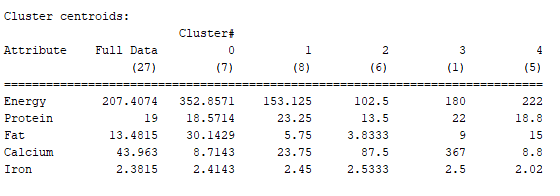 Cluster centroids:
Cluster#
Attribute Full Data 0 1 2 3 4
(27) (7) (8) (6) (1) (5)
==========================================================================
Energy 207.4074 352.8571 153.125 102.5 180 222
Protein 19 18.5714 23.25 13.5 22 18.8
Fat 13.4815 30.1429 5.75 3.8333 9 15
Calcium 43.963 8.7143 23.75 87.5 367 8.8
Iron 2.3815 2.4143 2.45 2.5333 2.5 2.02